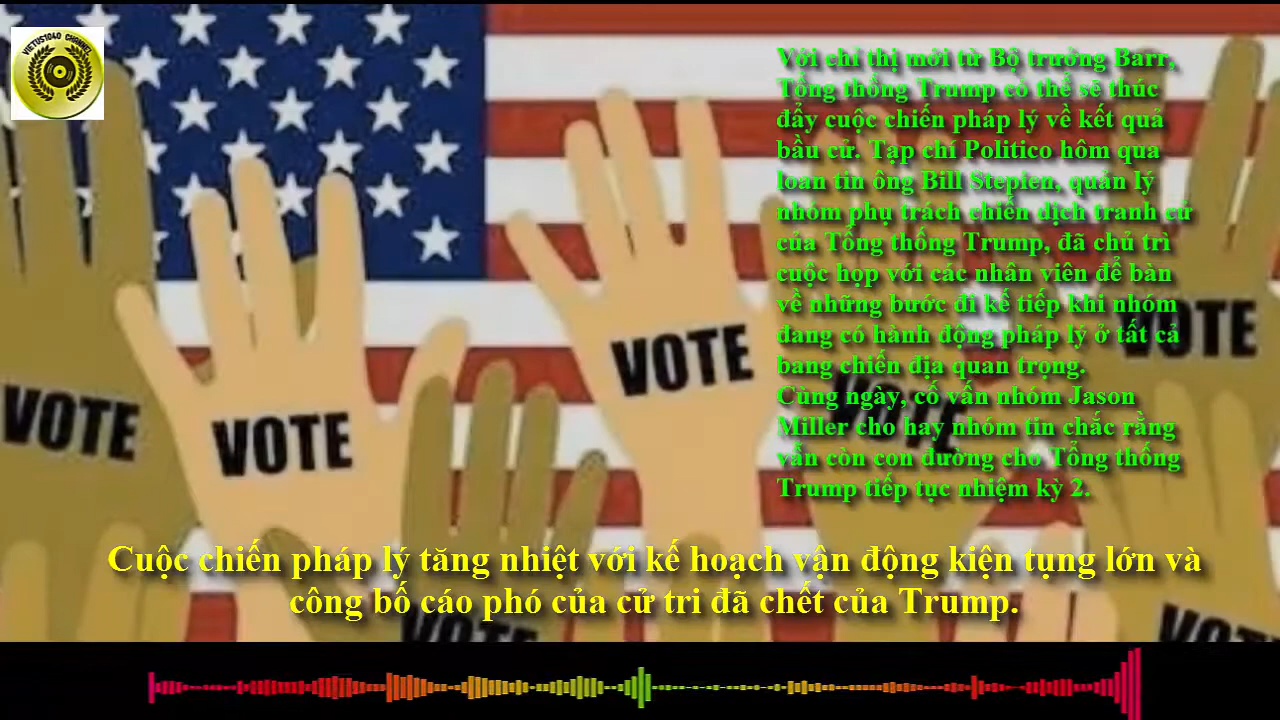 VIETUS1040 CHANNEL
Với chỉ thị mới từ Bộ trưởng Barr,
Tổng thống Trump có thể sẽ thúc
đẩy cuộc chiến pháp lý về kết quả
bầu cử. Tạp chí Politico hôm qua
loan tin ông Bill Stepien, quản lý
nhóm phụ trách chiến dịch tranh cử
của Tổng thống Trump, đã chủ trì
cuộc họp với các nhân viên để bàn
về những bước đi kế tiếp khi nhóm
đang có hành động pháp lý ở tất cả
bang chiến địa quan trọng.
Cùng ngày, cố vấn nhóm Jason
Miller cho hay nhóm tin chắc rằng
vẫn còn con đường cho Tổng thống
Trump tiếp tục nhiệm kỳ 2.
VOTE
VOTE
VOTE
VOTE
VOTE
VOTE
VOTE
Cuộc chiến pháp lý tăng nhiệt với kế hoạch vận động kiện tụng lớn và
công bố cáo phó của cử tri đã chết của Trump.